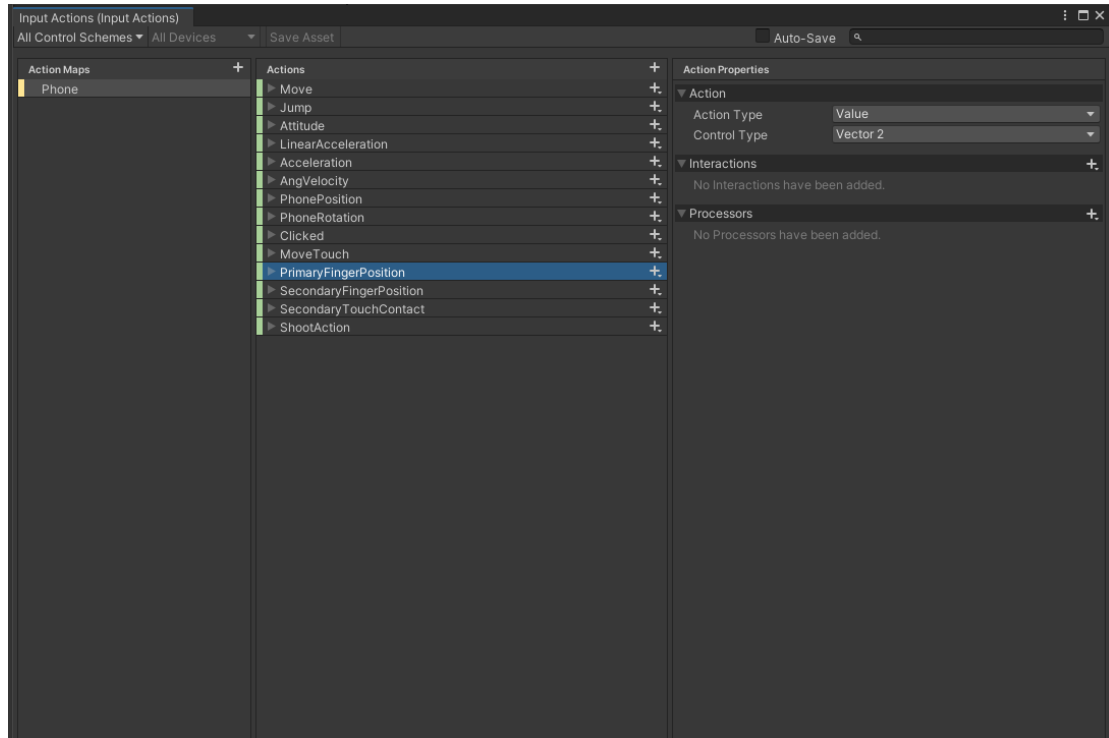 Input Actions (Input Actions)
All Control Schemes All Devices Save Asset Auto-Save
Action Maps
Phone
Actions
Move
Jump
Attitude
LinearAcceleration
Acceleration
AngVelocity
PhonePosition
PhoneRotation
Clicked
MoveTouch
PrimaryFingerPosition
SecondaryFingerPosition
SecondaryTouchContact
ShootAction
Action Properties
Action
Action Type Value
Control Type Vector 2
Interactions
No Interactions have been added.
Processors
No Processors have been added.